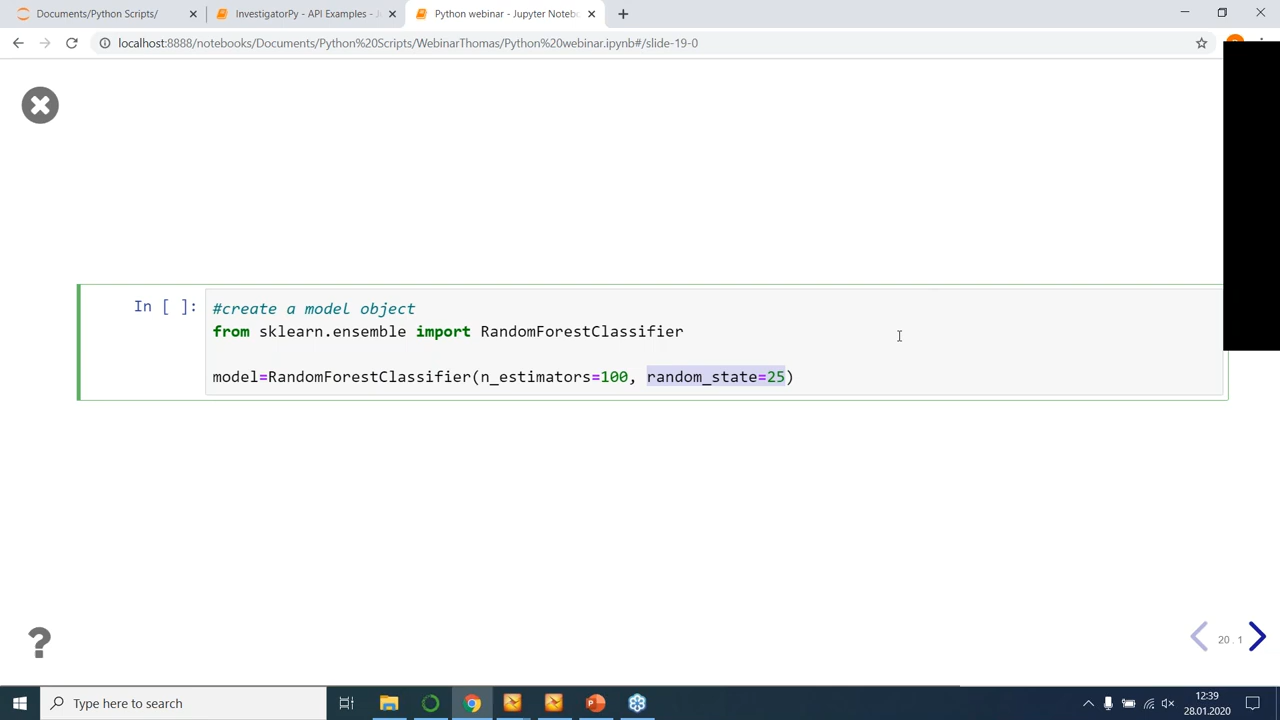 Documents/Python Scripts/
InvestigatorPy - API Examples - J
Python webinar - Jupyter Notebo
localhost:8888/notebooks/Documents/Python%20Scripts/WebinarThomas/Python%20webinar.ipynb#/slide-19-0
In [ ]:
#create a model object
from sklearn.ensemble import RandomForestClassifier
model=RandomForestClassifier(n_estimators=100, random_state=25)
20.1
Type here to search
12:39
28.01.2020